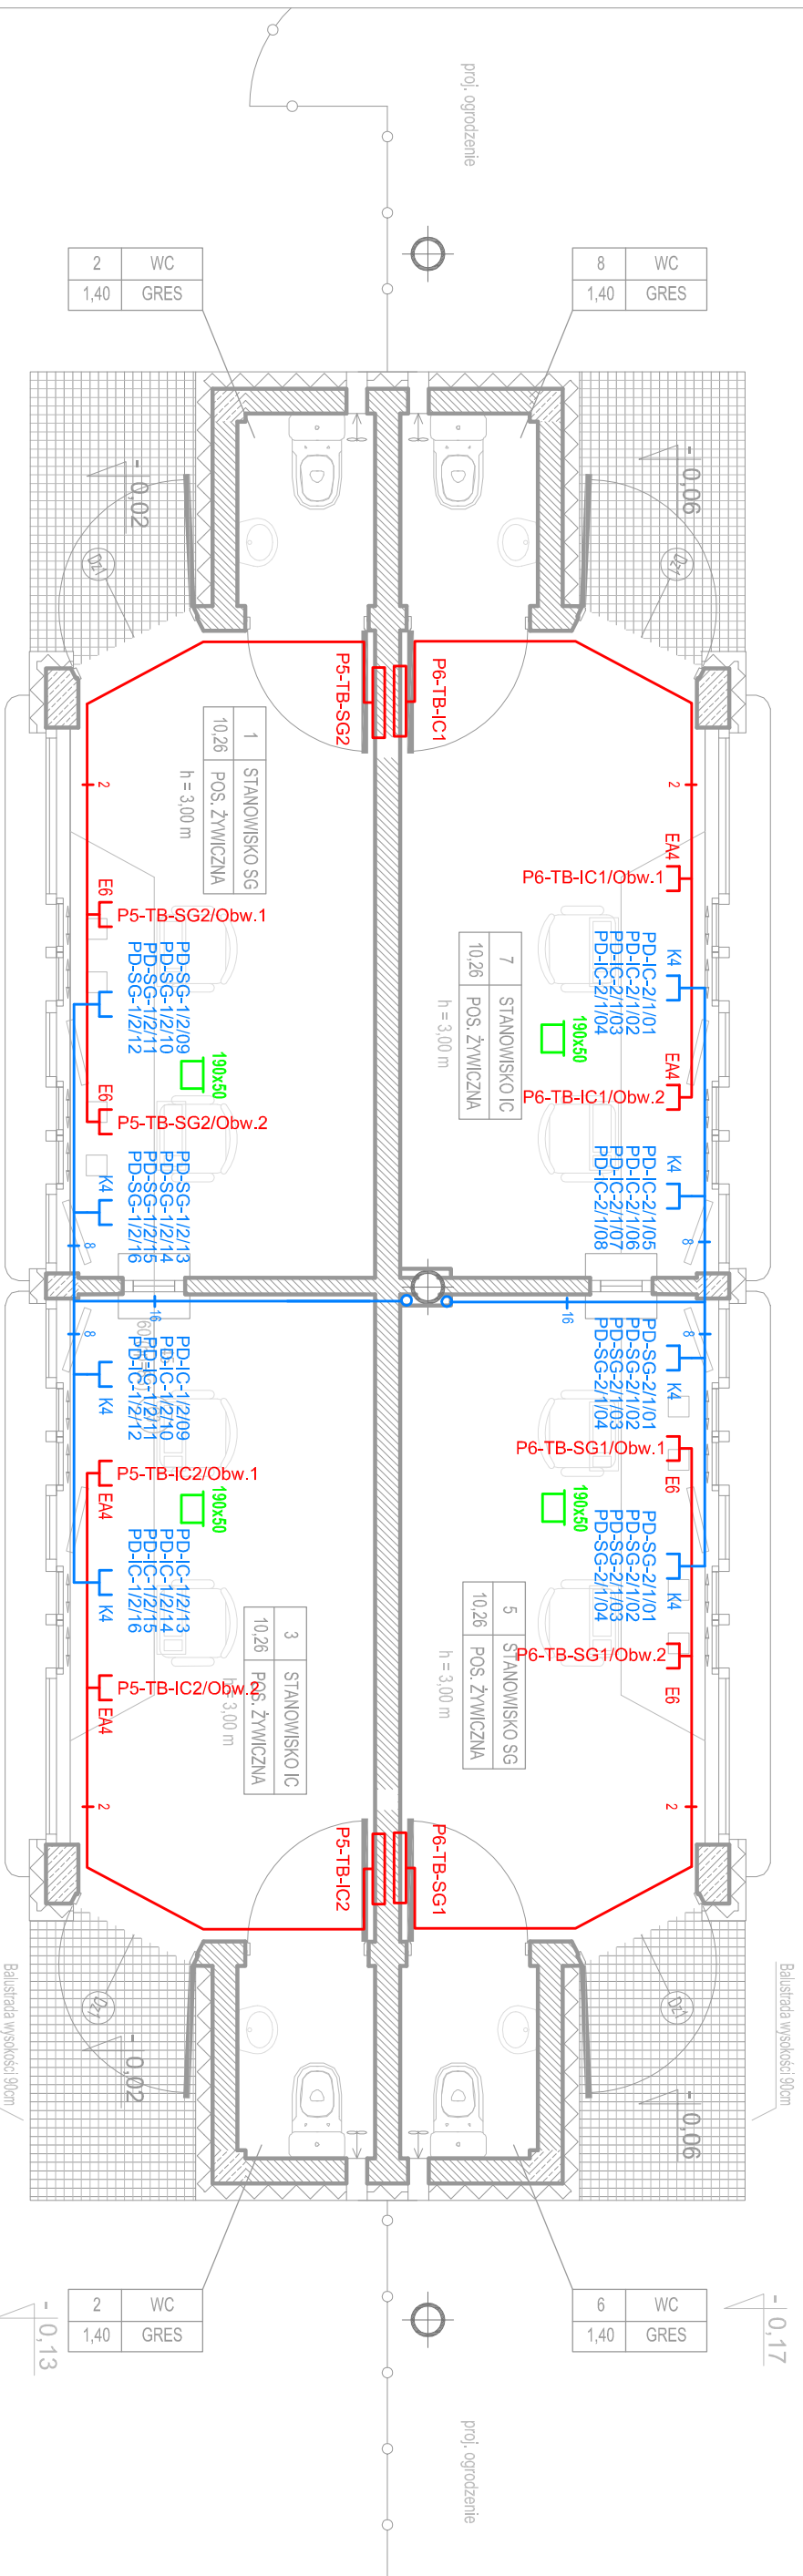 proj. ogrodzenie
2 WC
1,40 GRES
8 WC
1,40 GRES
- 0,02
- 0,06
Dz1
Dz1
P5-TB-SG2
P6-TB-IC1
2
2
1 STANOWISKO SG
10,26 POS. ŻYWICZNA
h = 3,00 m
EA4
P6-TB-IC1/Obw.1
E6
P5-TB-SG2/Obw.1
7 STANOWISKO IC
10,26 POS. ŻYWICZNA
h = 3,00 m
K4
PD-IC-2/1/01
PD-IC-2/1/02
PD-IC-2/1/03
PD-IC-2/1/04
PD-SG-1/2/09
PD-SG-1/2/10
PD-SG-1/2/11
PD-SG-1/2/12
190x50
190x50
EA4
P6-TB-IC1/Obw.2
E6
P5-TB-SG2/Obw.2
K4
PD-IC-2/1/05
PD-IC-2/1/06
PD-IC-2/1/07
PD-IC-2/1/08
K4
PD-SG-1/2/13
PD-SG-1/2/14
PD-SG-1/2/15
PD-SG-1/2/16
8
8
16
16
8
8
PD-SG-2/1/01
PD-SG-2/1/02
PD-SG-2/1/03
PD-SG-2/1/04
K4
PD-IC-1/2/09
PD-IC-1/2/10
PD-IC-1/2/11
PD-IC-1/2/12
K4
P6-TB-SG1/Obw.1
E6
P5-TB-IC2/Obw.1
EA4
190x50
190x50
PD-SG-2/1/01
PD-SG-2/1/02
PD-SG-2/1/03
PD-SG-2/1/04
K4
PD-IC-1/2/13
PD-IC-1/2/14
PD-IC-1/2/15
PD-IC-1/2/16
K4
5 STANOWISKO SG
10,26 POS. ŻYWICZNA
h = 3,00 m
3 STANOWISKO IC
10,26 POS. ŻYWICZNA
h = 3,00 m
P6-TB-SG1/Obw.2
E6
P5-TB-IC2/Obw.2
EA4
2
2
P6-TB-SG1
P5-TB-IC2
Balustrada wysokości 90cm
Balustrada wysokości 90cm
Dz1
Dz1
- 0,02
- 0,06
2 WC
1,40 GRES
6 WC
1,40 GRES
- 0,13
- 0,17
proj. ogrodzenie